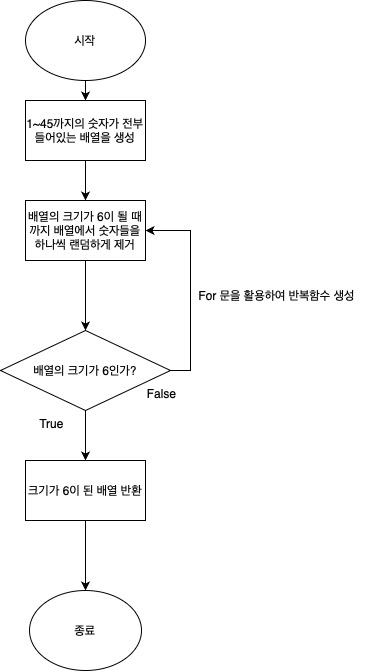 시작
1~45까지의 숫자가 전부
들어있는 배열을 생성
배열의 크기가 6이 될 때
까지 배열에서 숫자들을
하나씩 랜덤하게 제거
For 문을 활용하여 반복함수 생성
배열의 크기가 6인가?
False
True
크기가 6이 된 배열 반환
종료